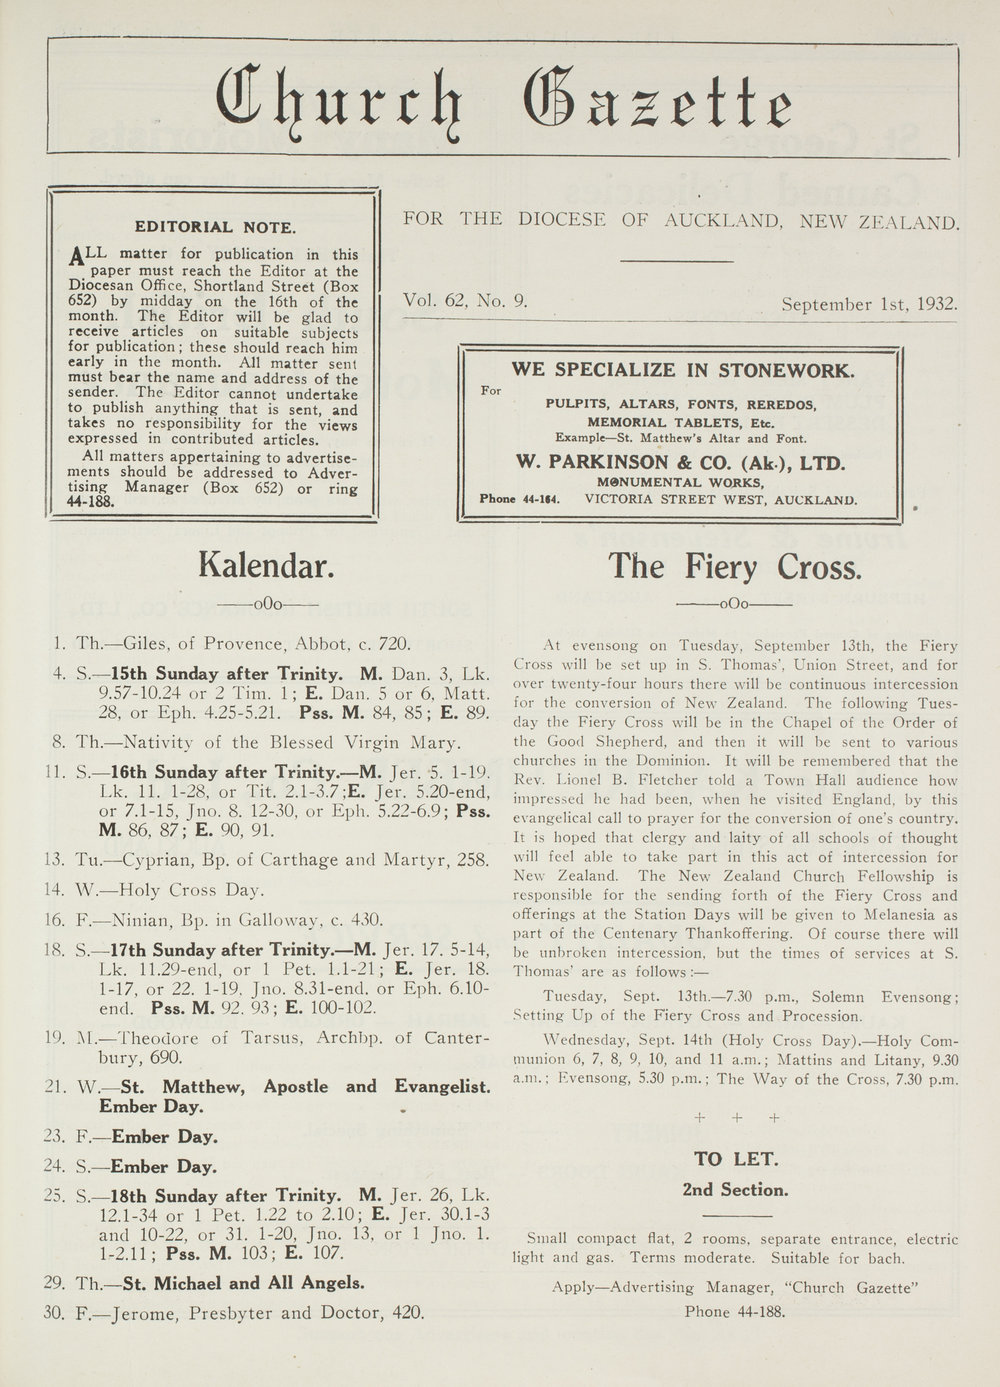 Church Gazette
EDITORIAL NOTE.
ALL matter for publication in this
paper must reach the Editor at the
Diocesan Office, Shortland Street (Box
652) by midday on the 16th of the
month. The Editor will be glad to
receive articles on suitable subjects
for publication; these should reach him
early in the month. All matter sent
must bear the name and address of the
sender. The Editor cannot undertake
to publish anything that is sent, and
takes no responsibility for the views
expressed in contributed articles.
All matters appertaining to advertise-
ments should be addressed to Adver-
tising Manager (Box 652) or ring
44-188.
FOR THE DIOCESE OF AUCKLAND, NEW ZEALAND.
Vol. 62, No. 9.
September 1st, 1932.
WE SPECIALIZE IN STONEWORK.
For
PULPITS, ALTARS, FONTS, REREDOS,
MEMORIAL TABLETS, Etc.
Example—St. Matthew's Altar and Font.
W. PARKINSON & CO. (Ak.), LTD.
MONUMENTAL WORKS,
Phone 44-164. VICTORIA STREET WEST, AUCKLAND.
Kalendar.
——oOo——
1. Th.—Giles, of Provence, Abbot, c. 720.
4. S.—15th Sunday after Trinity. M. Dan. 3, Lk.
9.57-10.24 or 2 Tim. 1; E. Dan. 5 or 6, Matt.
28, or Eph. 4.25-5.21. Pss. M. 84, 85; E. 89.
8. Th.—Nativity of the Blessed Virgin Mary.
11. S.—16th Sunday after Trinity.—M. Jer. 5. 1-19.
Lk. 11. 1-28, or Tit. 2.1-3.7;E. Jer. 5.20-end,
or 7.1-15, Jno. 8. 12-30, or Eph. 5.22-6.9; Pss.
M. 86, 87; E. 90, 91.
13. Tu.—Cyprian, Bp. of Carthage and Martyr, 258.
14. W.—Holy Cross Day.
16. F.—Ninian, Bp. in Galloway, c. 430.
18. S.—17th Sunday after Trinity.—M. Jer. 17. 5-14,
Lk. 11.29-end, or 1 Pet. 1.1-21; E. Jer. 18.
1-17, or 22. 1-19. Jno. 8.31-end. or Eph. 6.10-
end. Pss. M. 92. 93; E. 100-102.
19. M.—Theodore of Tarsus, Archbp. of Canter-
bury, 690.
21. W.—St. Matthew, Apostle and Evangelist.
Ember Day.
23. F.—Ember Day.
24. S.—Ember Day.
25. S.—18th Sunday after Trinity. M. Jer. 26, Lk.
12.1-34 or 1 Pet. 1.22 to 2.10; E. Jer. 30.1-3
and 10-22, or 31. 1-20, Jno. 13, or 1 Jno. 1.
1-2.11; Pss. M. 103; E. 107.
29. Th.—St. Michael and All Angels.
30. F.—Jerome, Presbyter and Doctor, 420.
The Fiery Cross.
——oOo——
At evensong on Tuesday, September 13th, the Fiery
Cross will be set up in S. Thomas', Union Street, and for
over twenty-four hours there will be continuous intercession
for the conversion of New Zealand. The following Tues-
day the Fiery Cross will be in the Chapel of the Order of
the Good Shepherd, and then it will be sent to various
churches in the Dominion. It will be remembered that the
Rev. Lionel B. Fletcher told a Town Hall audience how
impressed he had been, when he visited England, by this
evangelical call to prayer for the conversion of one's country.
It is hoped that clergy and laity of all schools of thought
will feel able to take part in this act of intercession for
New Zealand. The New Zealand Church Fellowship is
responsible for the sending forth of the Fiery Cross and
offerings at the Station Days will be given to Melanesia as
part of the Centenary Thankoffering. Of course there will
be unbroken intercession, but the times of services at S.
Thomas' are as follows:—
Tuesday, Sept. 13th.—7.30 p.m., Solemn Evensong;
Setting Up of the Fiery Cross and Procession.
Wednesday, Sept. 14th (Holy Cross Day).—Holy Com-
munion 6, 7, 8, 9, 10, and 11 a.m.; Mattins and Litany, 9.30
a.m.; Evensong, 5.30 p.m.; The Way of the Cross, 7.30 p.m.
+ + +
TO LET.
2nd Section.
Small compact flat, 2 rooms, separate entrance, electric
light and gas. Terms moderate. Suitable for bach.
Apply—Advertising Manager, "Church Gazette"
Phone 44-188.